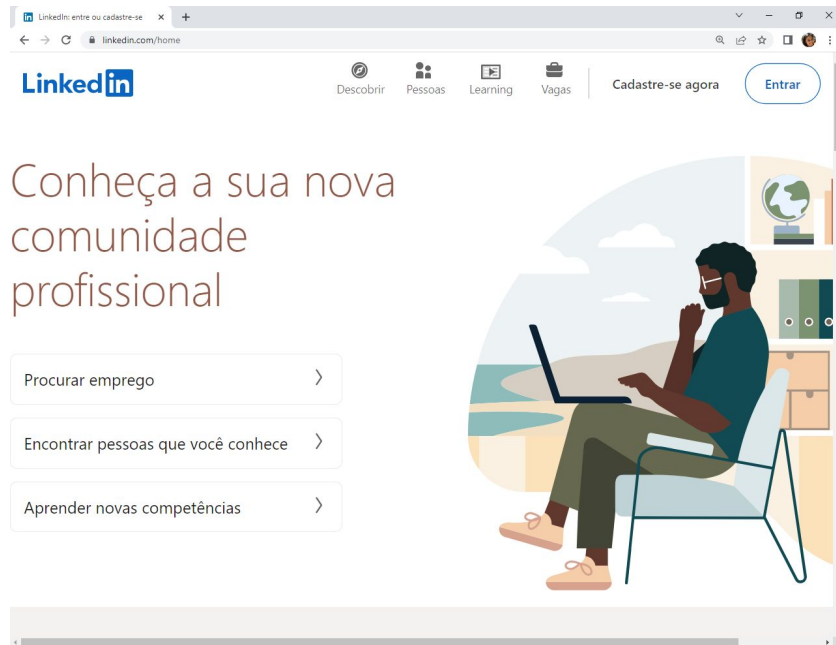 LinkedIn: entre ou cadastre-se
linkedin.com/home
Linked in
Descobrir
Pessoas
Learning
Vagas
Cadastre-se agora
Entrar
Conheça a sua nova
comunidade
profissional
Procurar emprego
Encontrar pessoas que você conhece
Aprender novas competências